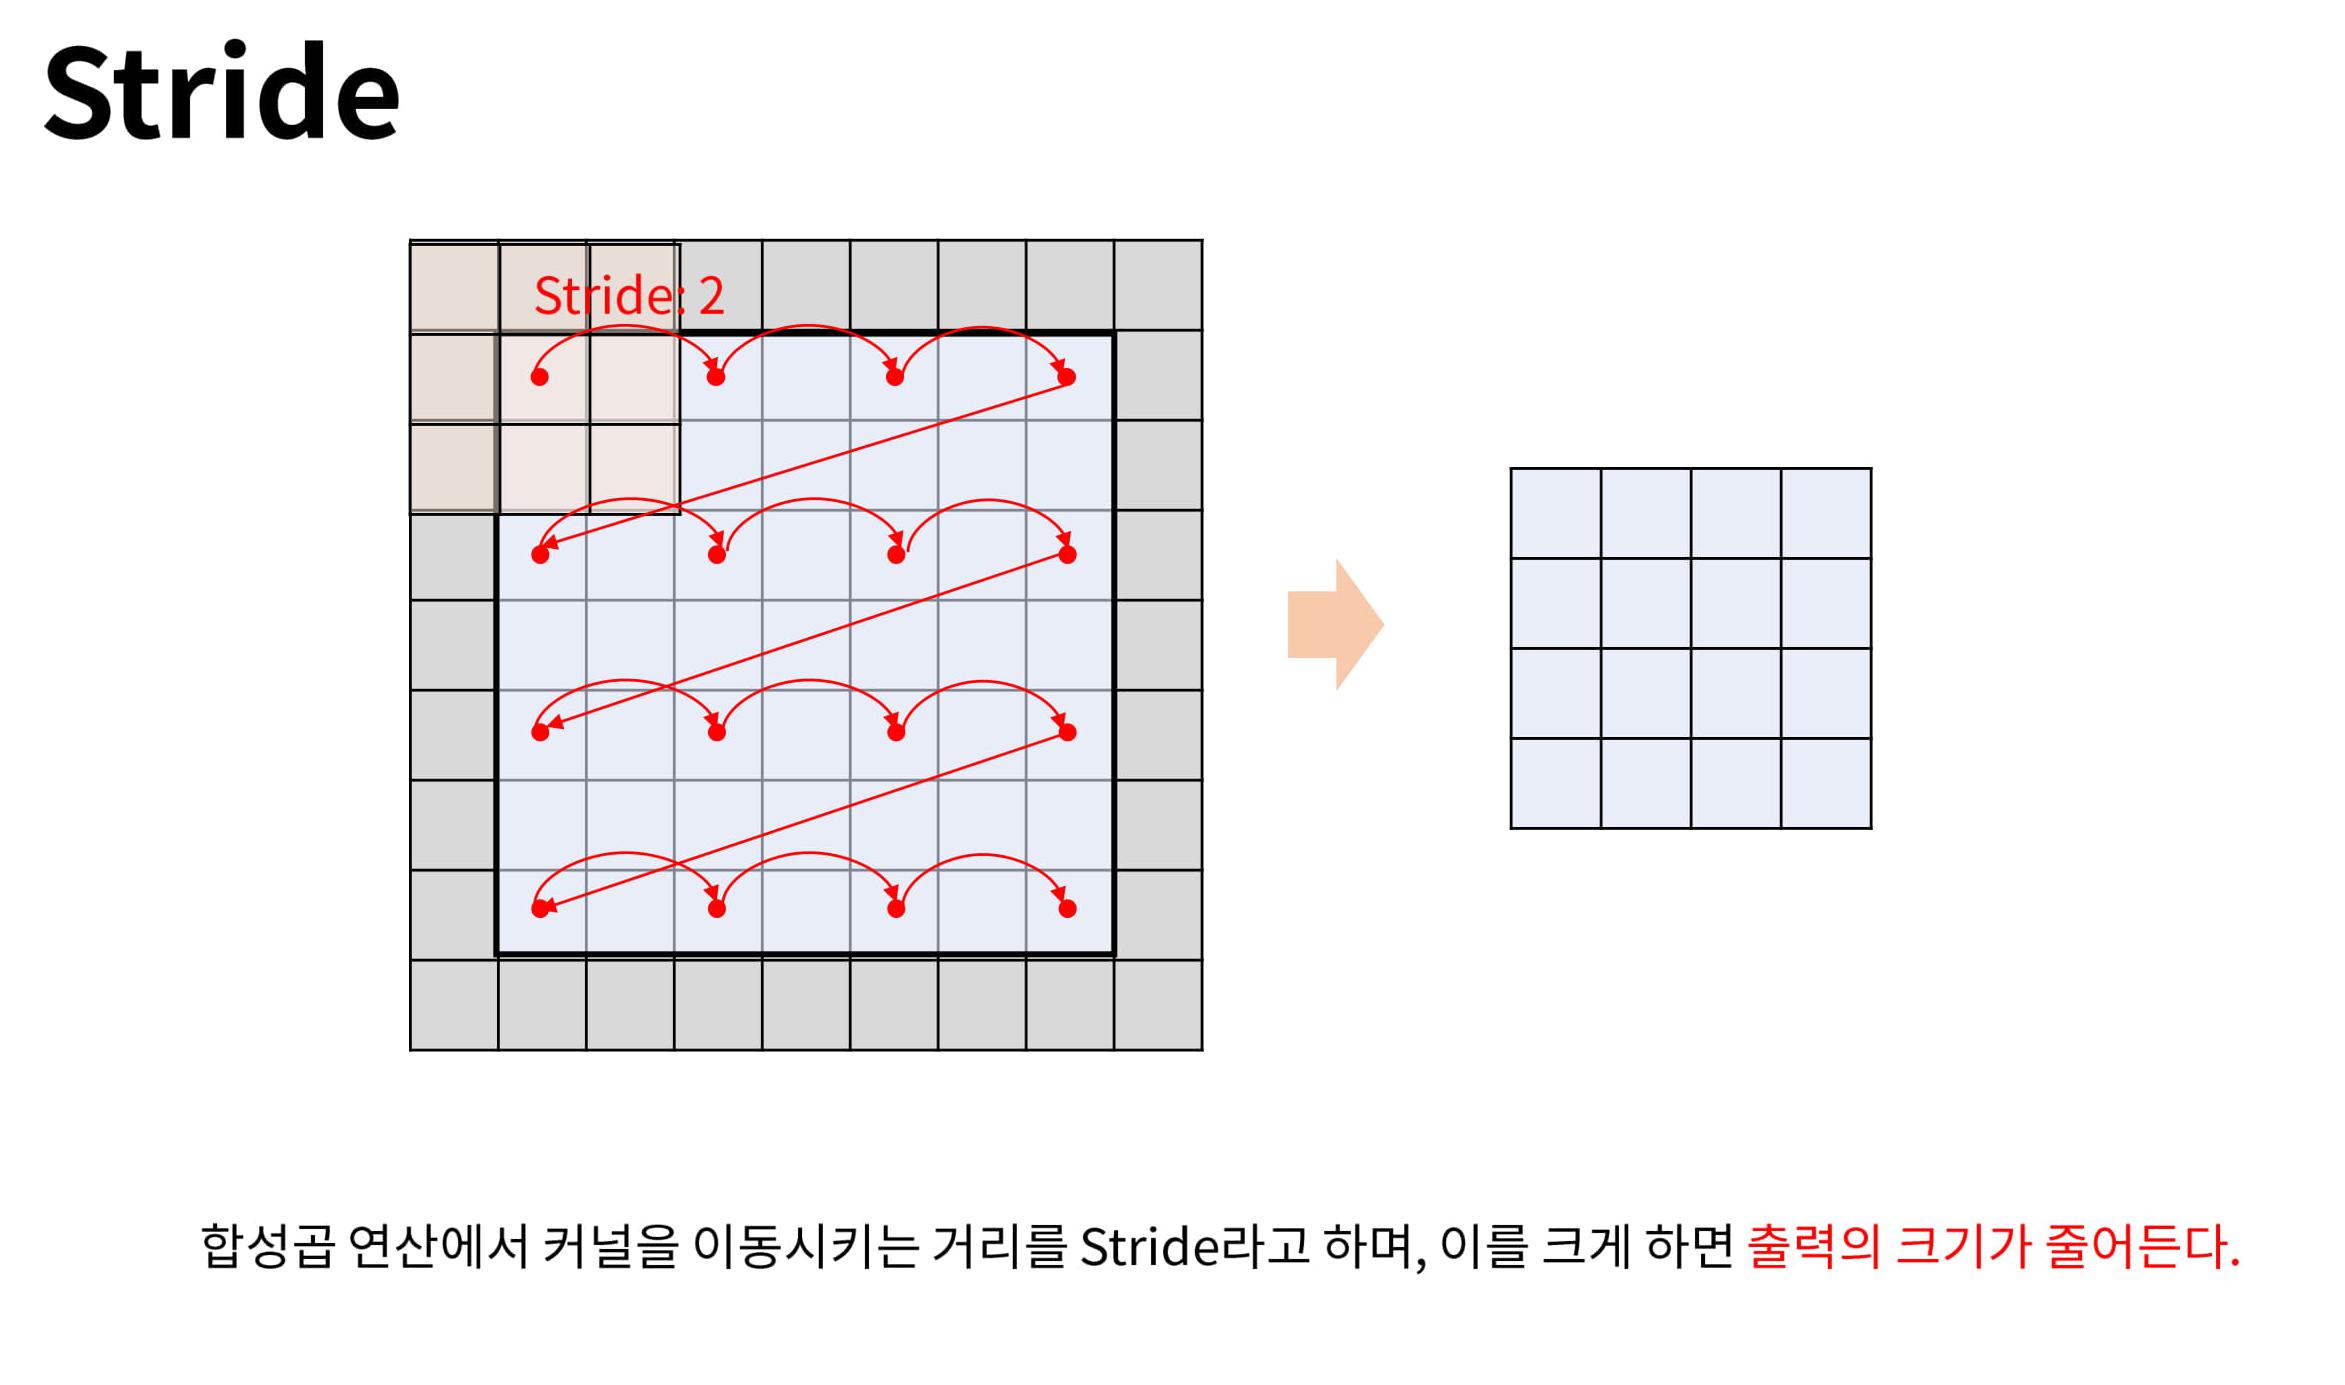 Stride
Stride: 2
합성곱 연산에서 커널을 이동시키는 거리를 Stride라고 하며, 이를 크게 하면 출력의 크기가 줄어든다.